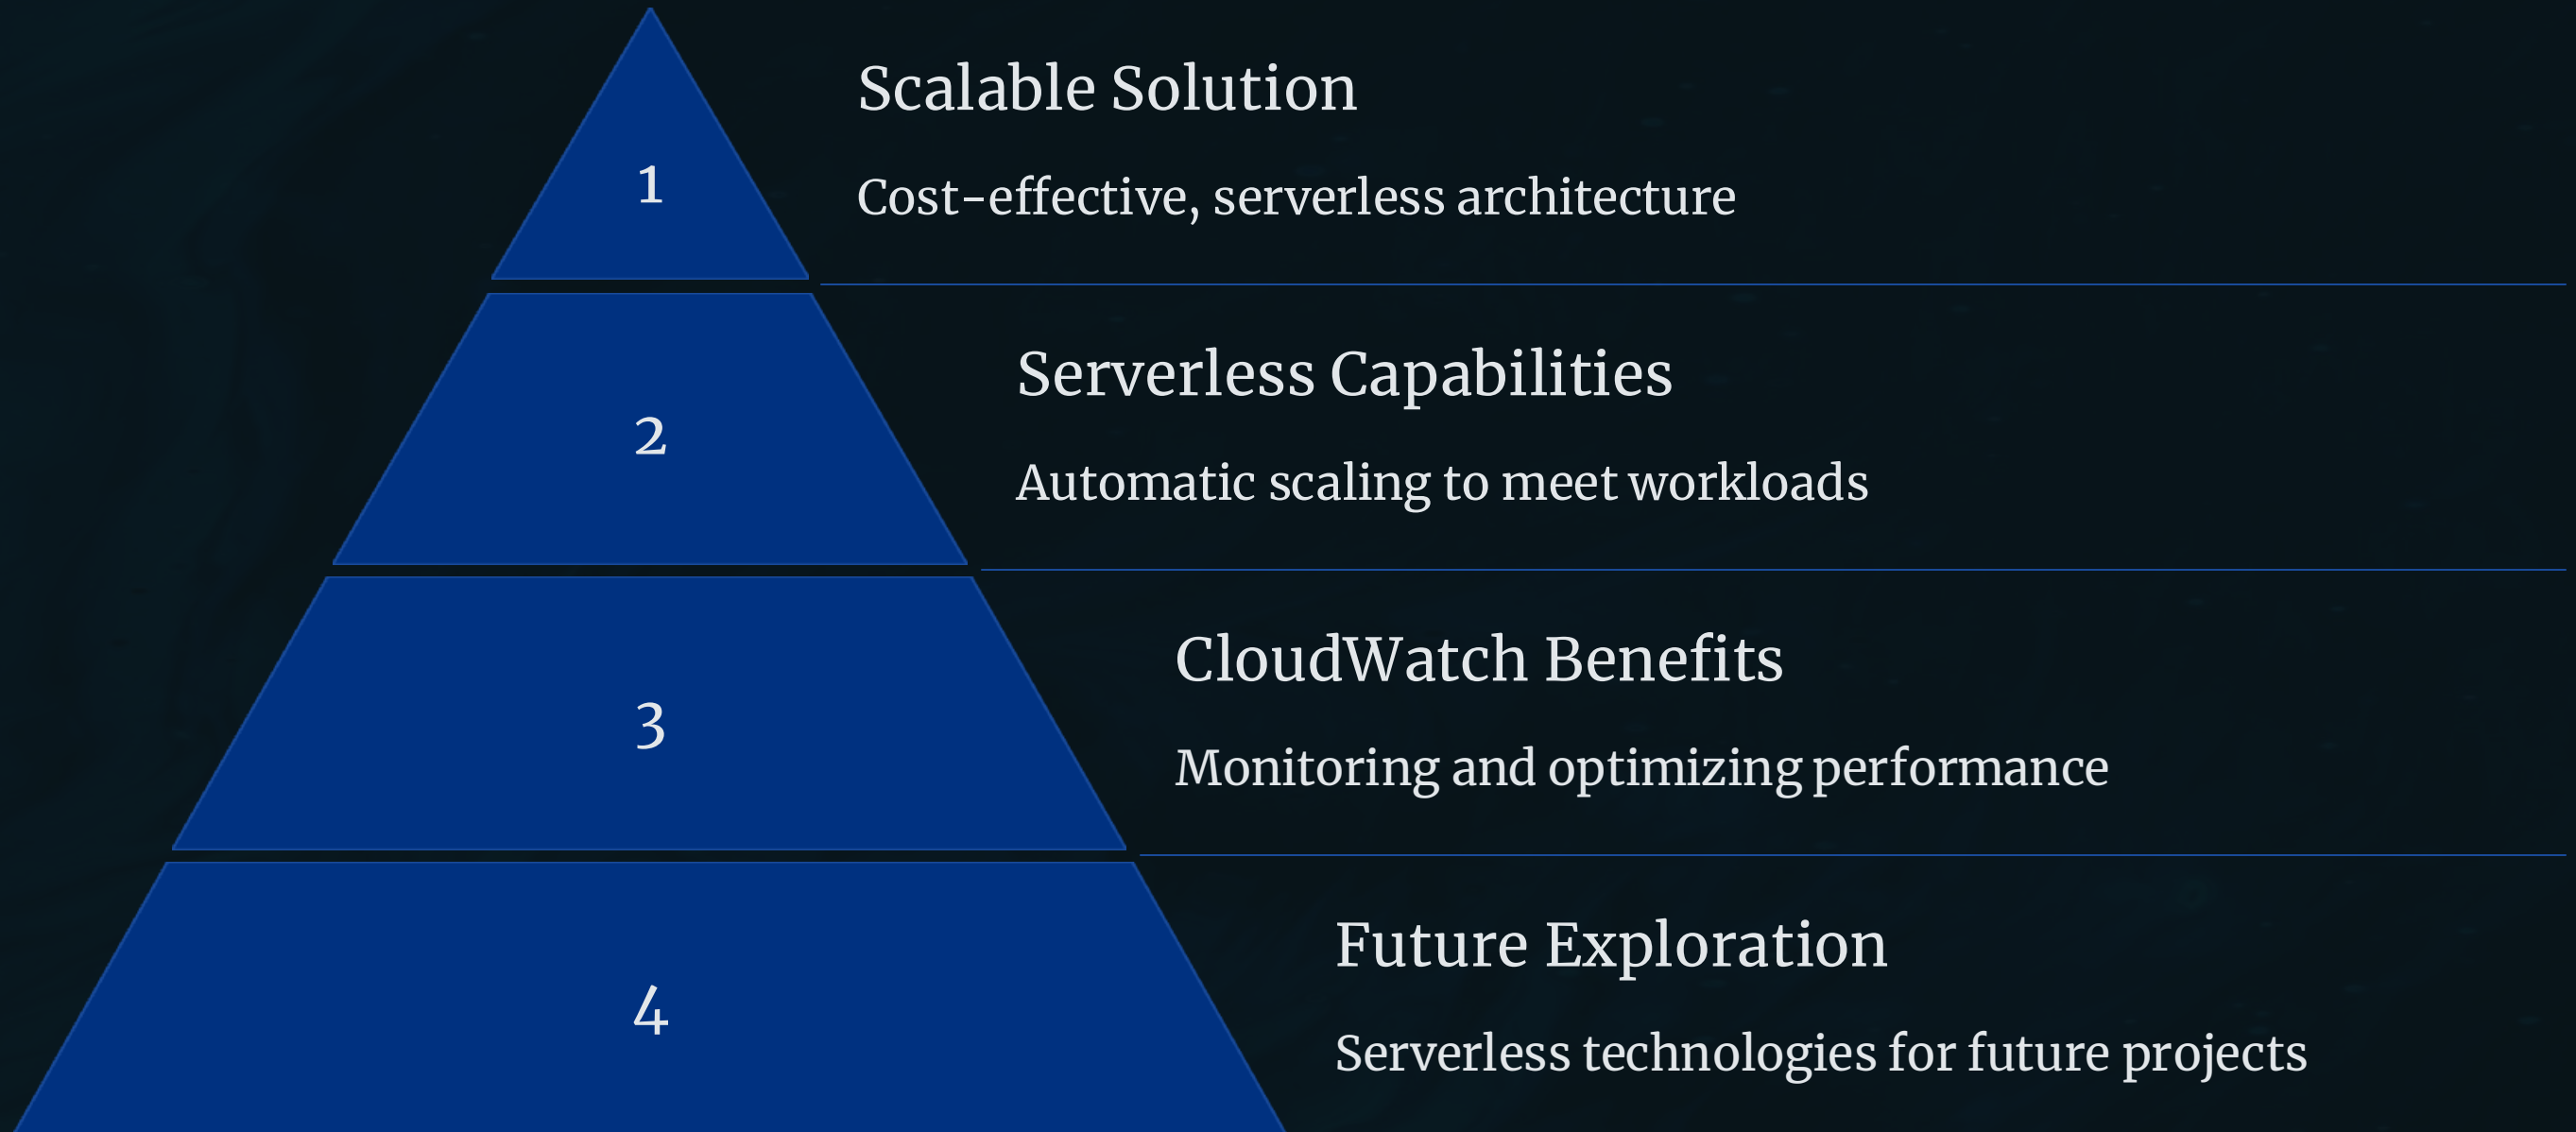 1
Scalable Solution
Cost-effective, serverless architecture
2
Serverless Capabilities
Automatic scaling to meet workloads
3
CloudWatch Benefits
Monitoring and optimizing performance
4
Future Exploration
Serverless technologies for future projects